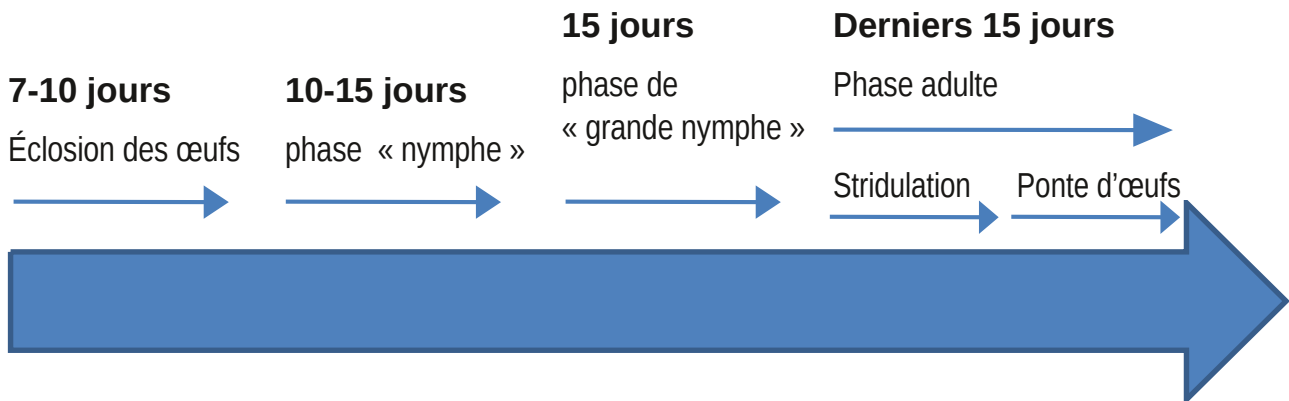 7-10 jours
Éclosion des œufs
10-15 jours
phase « nymphe »
15 jours
phase de
« grande nymphe »
Derniers 15 jours
Phase adulte
Stridulation
Ponte d’œufs